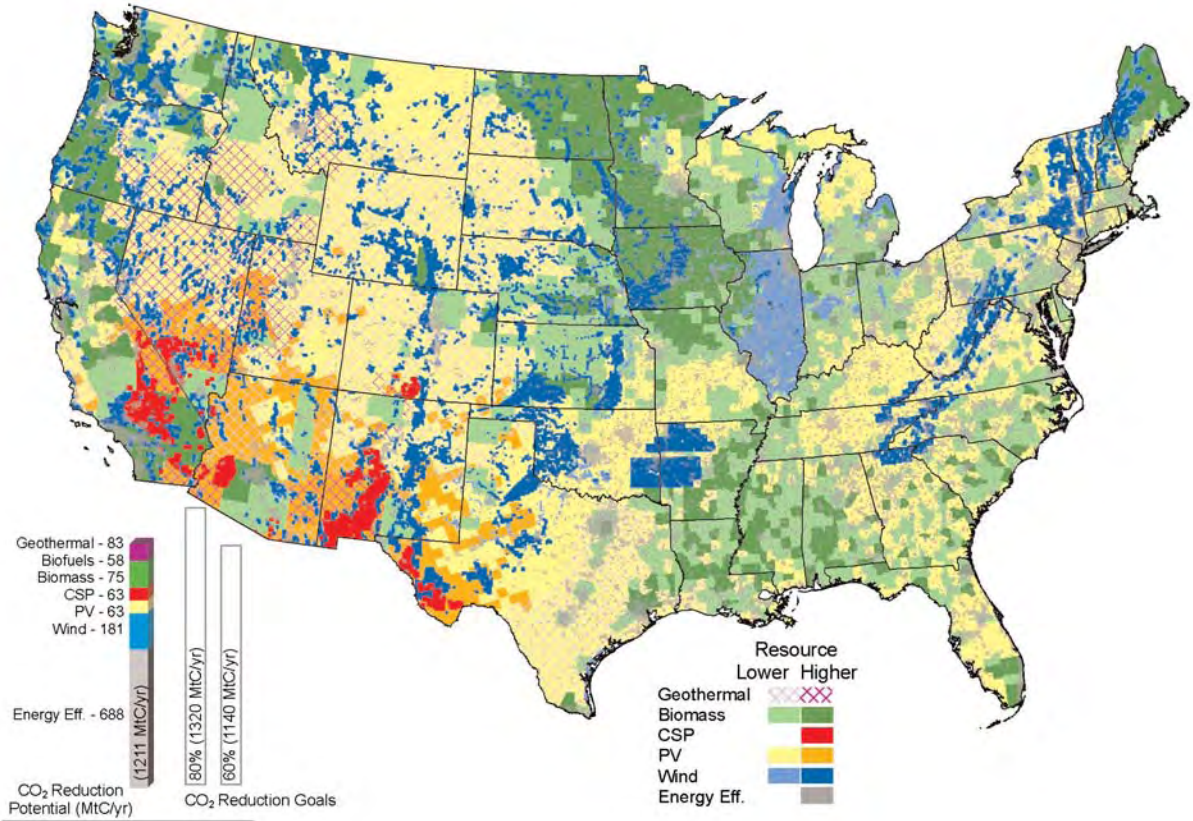 Geothermal - 83
Biofuels - 58
Biomass - 75
CSP - 63
PV - 63
Wind - 181
Energy Eff. - 688
(1211 MtC/yr)
80% (1320 MtC/yr)
60% (1140 MtC/yr)
CO₂ Reduction
Potential (MtC/yr)
CO₂ Reduction Goals
Resource
Lower Higher
Geothermal
Biomass
CSP
PV
Wind
Energy Eff.